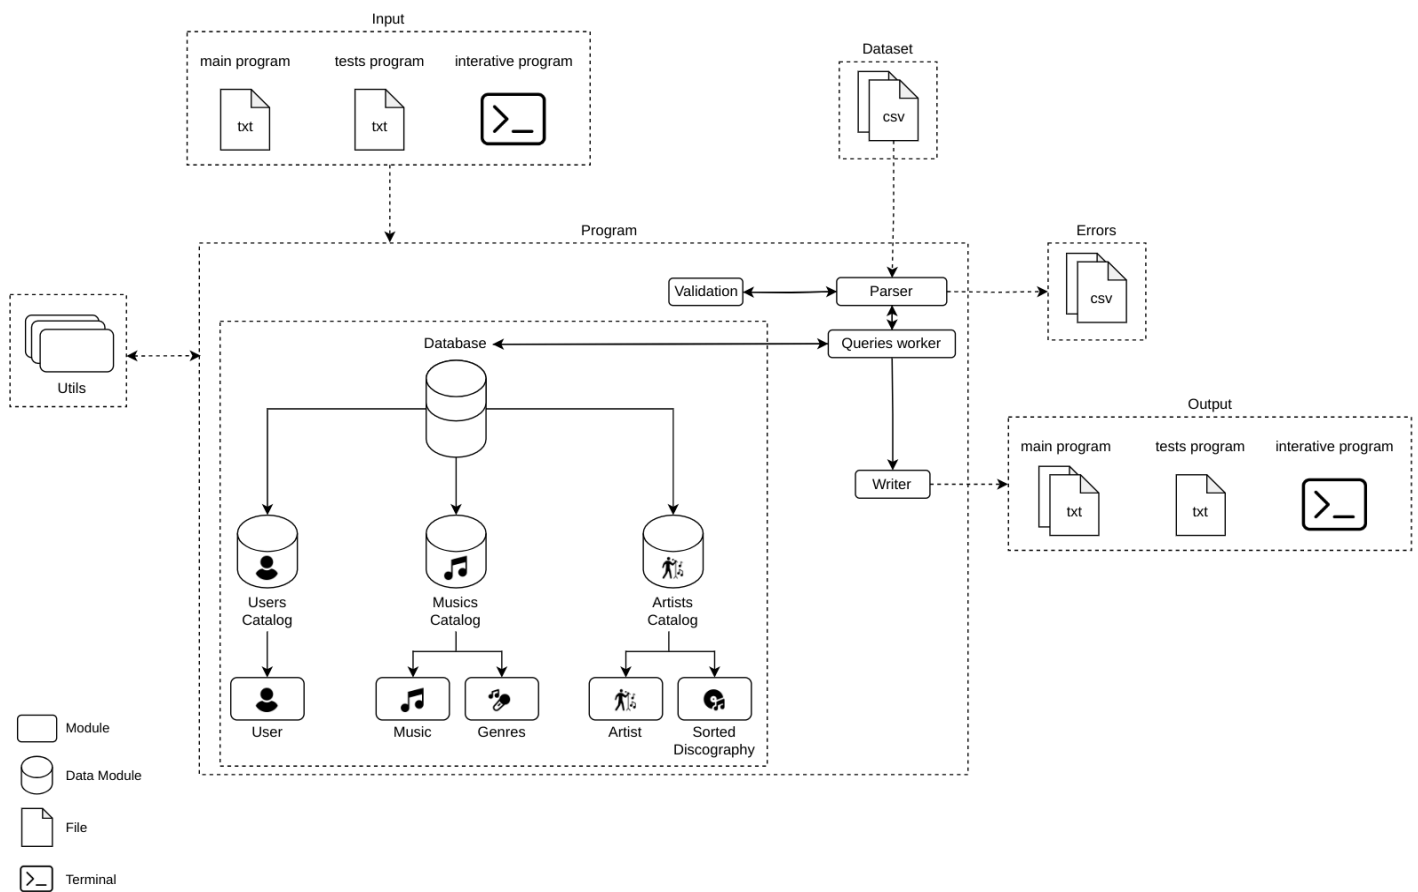 Input
main program
tests program
interative program
txt
txt
Dataset
csv
Program
Errors
csv
Validation
Parser
Queries worker
Database
Utils
Output
main program
tests program
interative program
txt
txt
Writer
Users
Catalog
Musics
Catalog
Artists
Catalog
User
Music
Genres
Artist
Sorted
Discography
Module
Data Module
File
Terminal